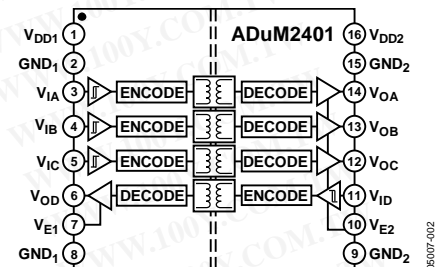 ADuM2401
VDD1 1 16 VDD2
GND1 2 15 GND2
VIA 3 ENCODE DECODE 14 VOA
VIB 4 ENCODE DECODE 13 VOB
VIC 5 ENCODE DECODE 12 VOC
VOD 6 DECODE ENCODE 11 VID
VE1 7 10 VE2
GND1 8 9 GND2
05007-002